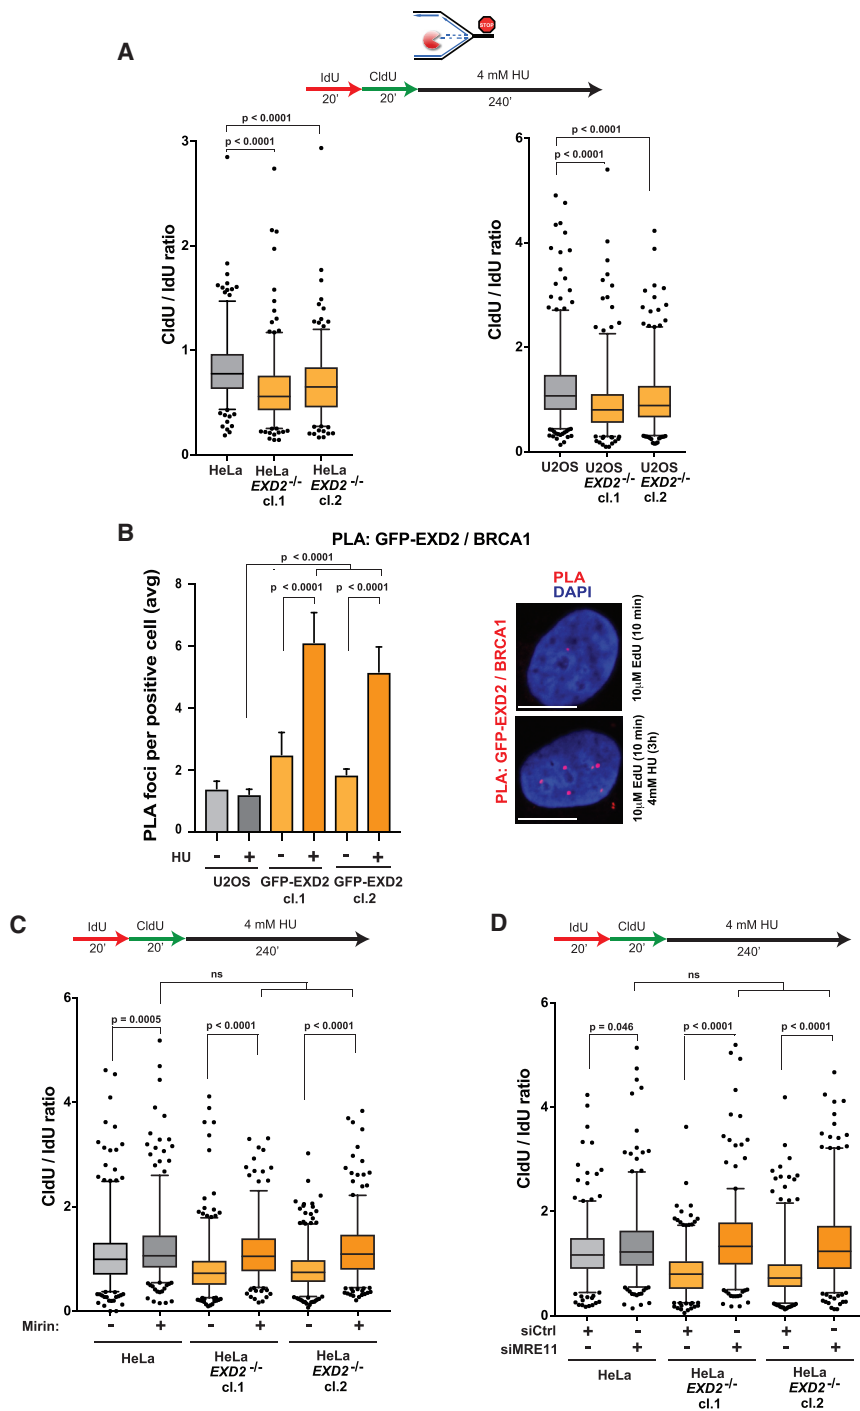 STOP
A
IdU
CldU
4 mM HU
20'
20'
240'
p < 0.0001
p < 0.0001
3
2
1
0
CldU / IdU ratio
HeLa
HeLa
EXD2 -/-
cl.1
HeLa
EXD2 -/-
cl.2
p < 0.0001
p < 0.0001
6
4
2
0
CldU / IdU ratio
U2OS
U2OS
EXD2 -/-
cl.1
U2OS
EXD2 -/-
cl.2
B
PLA: GFP-EXD2 / BRCA1
p < 0.0001
p < 0.0001
p < 0.0001
8
6
4
2
0
PLA foci per positive cell (avg)
HU
- + - + - +
U2OS
GFP-EXD2
cl.1
GFP-EXD2
cl.2
PLA
DAPI
PLA: GFP-EXD2 / BRCA1
10µM EdU (10 min)
10µM EdU (10 min)
4mM HU (3h)
C
IdU
CldU
4 mM HU
20'
20'
240'
ns
p = 0.0005
p < 0.0001
p < 0.0001
6
4
2
0
CldU / IdU ratio
Mirin:
- + - + - +
HeLa
HeLa
EXD2 -/-
cl.1
HeLa
EXD2 -/-
cl.2
D
IdU
CldU
4 mM HU
20'
20'
240'
ns
p = 0.046
p < 0.0001
p < 0.0001
6
4
2
0
CldU / IdU ratio
siCtrl
+ - + - + -
siMRE11
- + - + - +
HeLa
HeLa
EXD2 -/-
cl.1
HeLa
EXD2 -/-
cl.2